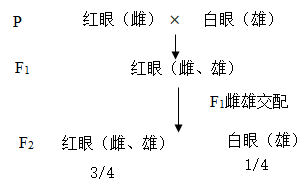 P 红眼（雌） × 白眼（雄）
F₁ 红眼（雌、雄）
F₁雌雄交配
F₂ 红眼（雌、雄） 白眼（雄）
3/4 1/4